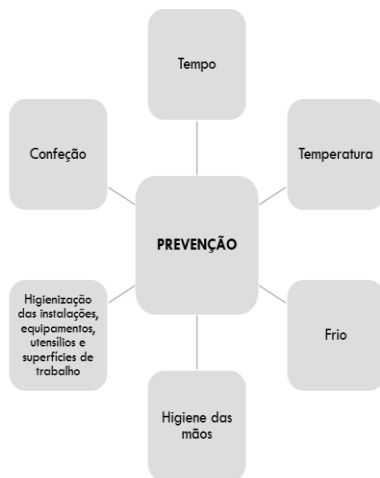 Tempo
Confeção
Temperatura
PREVENÇÃO
Higienização
das instalações,
equipamentos,
utensílios e
superfícies de
trabalho
Frio
Higiene das
mãos